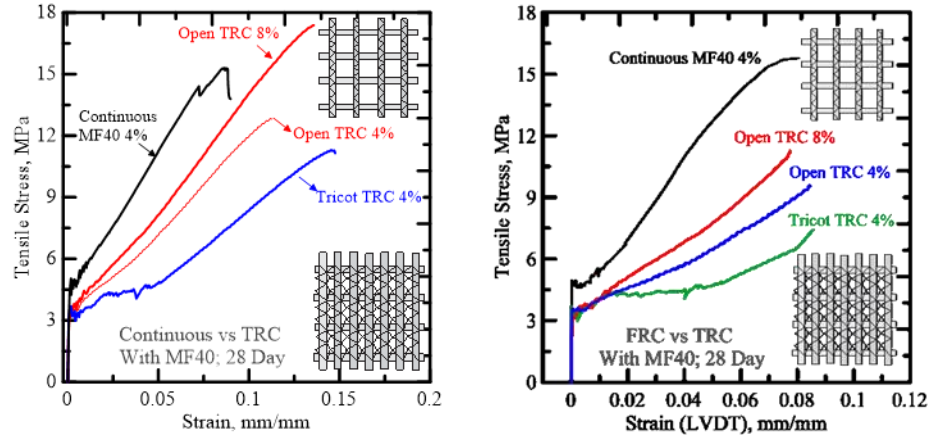 18
15
12
9
6
3
0
Tensile Stress, MPa
Open TRC 8%
Continuous
MF40 4%
Open TRC 4%
Tricot TRC 4%
Continuous vs TRC
With MF40; 28 Day
0
0.05
0.1
0.15
0.2
Strain, mm/mm
18
15
12
9
6
3
0
Tensile Stress, MPa
Continuous MF40 4%
Open TRC 8%
Open TRC 4%
Tricot TRC 4%
FRC vs TRC
With MF40; 28 Day
0
0.02
0.04
0.06
0.08
0.1
0.12
Strain (LVDT), mm/mm